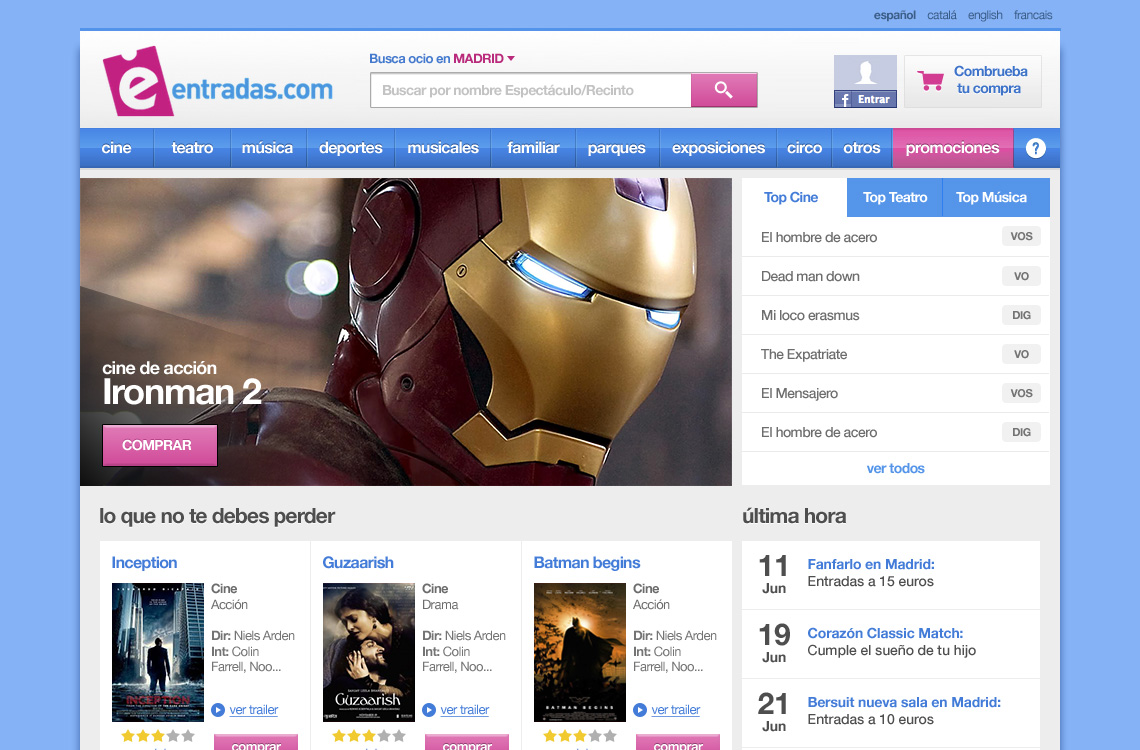 español catalá english francais
entradas.com
Busca ocio en MADRID
Buscar por nombre Espectáculo/Recinto
f Entrar
Combrueba
tu compra
cine teatro música deportes musicales familiar parques exposiciones circo otros promociones ?
cine de acción
Ironman 2
COMPRAR
Top Cine Top Teatro Top Música
El hombre de acero VOS
Dead man down VO
Mi loco erasmus DIG
The Expatriate VO
El Mensajero VOS
El hombre de acero DIG
ver todos
lo que no te debes perder
Inception
INCEPTION
Cine
Acción
Dir: Niels Arden
Int: Colin
Farrell, Noo...
ver trailer
comprar
Guzaarish
Guzaarish
Cine
Drama
Dir: Niels Arden
Int: Colin
Farrell, Noo...
ver trailer
comprar
Batman begins
BATMAN BEGINS
Cine
Acción
Dir: Niels Arden
Int: Colin
Farrell, Noo...
ver trailer
comprar
última hora
11 Jun
Fanfarlo en Madrid:
Entradas a 15 euros
19 Jun
Corazón Classic Match:
Cumple el sueño de tu hijo
21 Jun
Bersuit nueva sala en Madrid:
Entradas a 10 euros